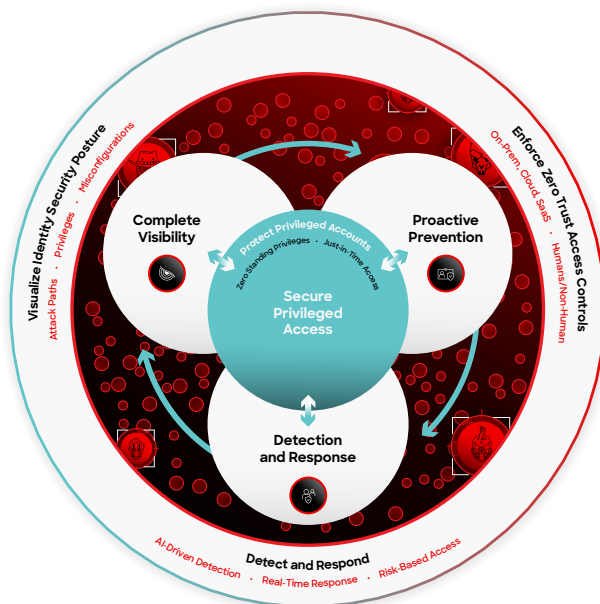 Visualize Identity Security Posture
Attack Paths • Privileges • Misconfigurations
Enforce Zero Trust Access Controls
On-Prem, Cloud, SaaS • Humans/Non-Human
Complete
Visibility
Proactive
Prevention
Protect Privileged Accounts
Zero Standing Privileges • Just-in-Time Access
Secure
Privileged
Access
Detection
and Response
Detect and Respond
AI-Driven Detection • Real-Time Response • Risk-Based Access